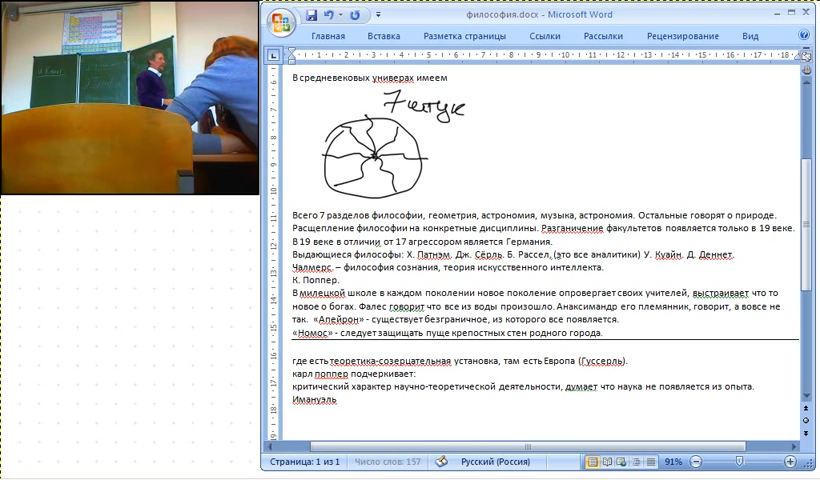 философия.docx - Microsoft Word
Главная Вставка Разметка страницы Ссылки Рассылки Рецензирование Вид
В средневековых универах имеем
7 штук
Всего 7 разделов философии, геометрия, астрономия, музыка, астрономия. Остальные говорят о природе.
Расщепление философии на конкретные дисциплины. Разганичение факультетов появляется только в 19 веке.
В 19 веке в отличии от 17 агрессором является Германия.
Выдающиеся философы: Х. Патнэм. Дж. Сёрль. Б. Рассел, (это все аналитики) У. Куайн. Д. Деннет.
Чалмерс. – философия сознания, теория искусственного интеллекта.
К. Поппер.
В милецкой школе в каждом поколении новое поколение опровергает своих учителей, выстраивает что то
новое о богах. Фалес говорит что все из воды произошло. Анаксимандр его племянник, говорит, а вовсе не
так. «Апейрон» - существует безграничное, из которого все появляется.
«Номос» - следует защищать пуще крепостных стен родного города.
где есть теоретика-созерцательная установка, там есть Европа (Гуссерль).
карл поппер подчеркивает:
критический характер научно-теоретической деятельности, думает что наука не появляется из опыта.
Имануэль
Страница: 1 из 1 Число слов: 157 Русский (Россия) 91%